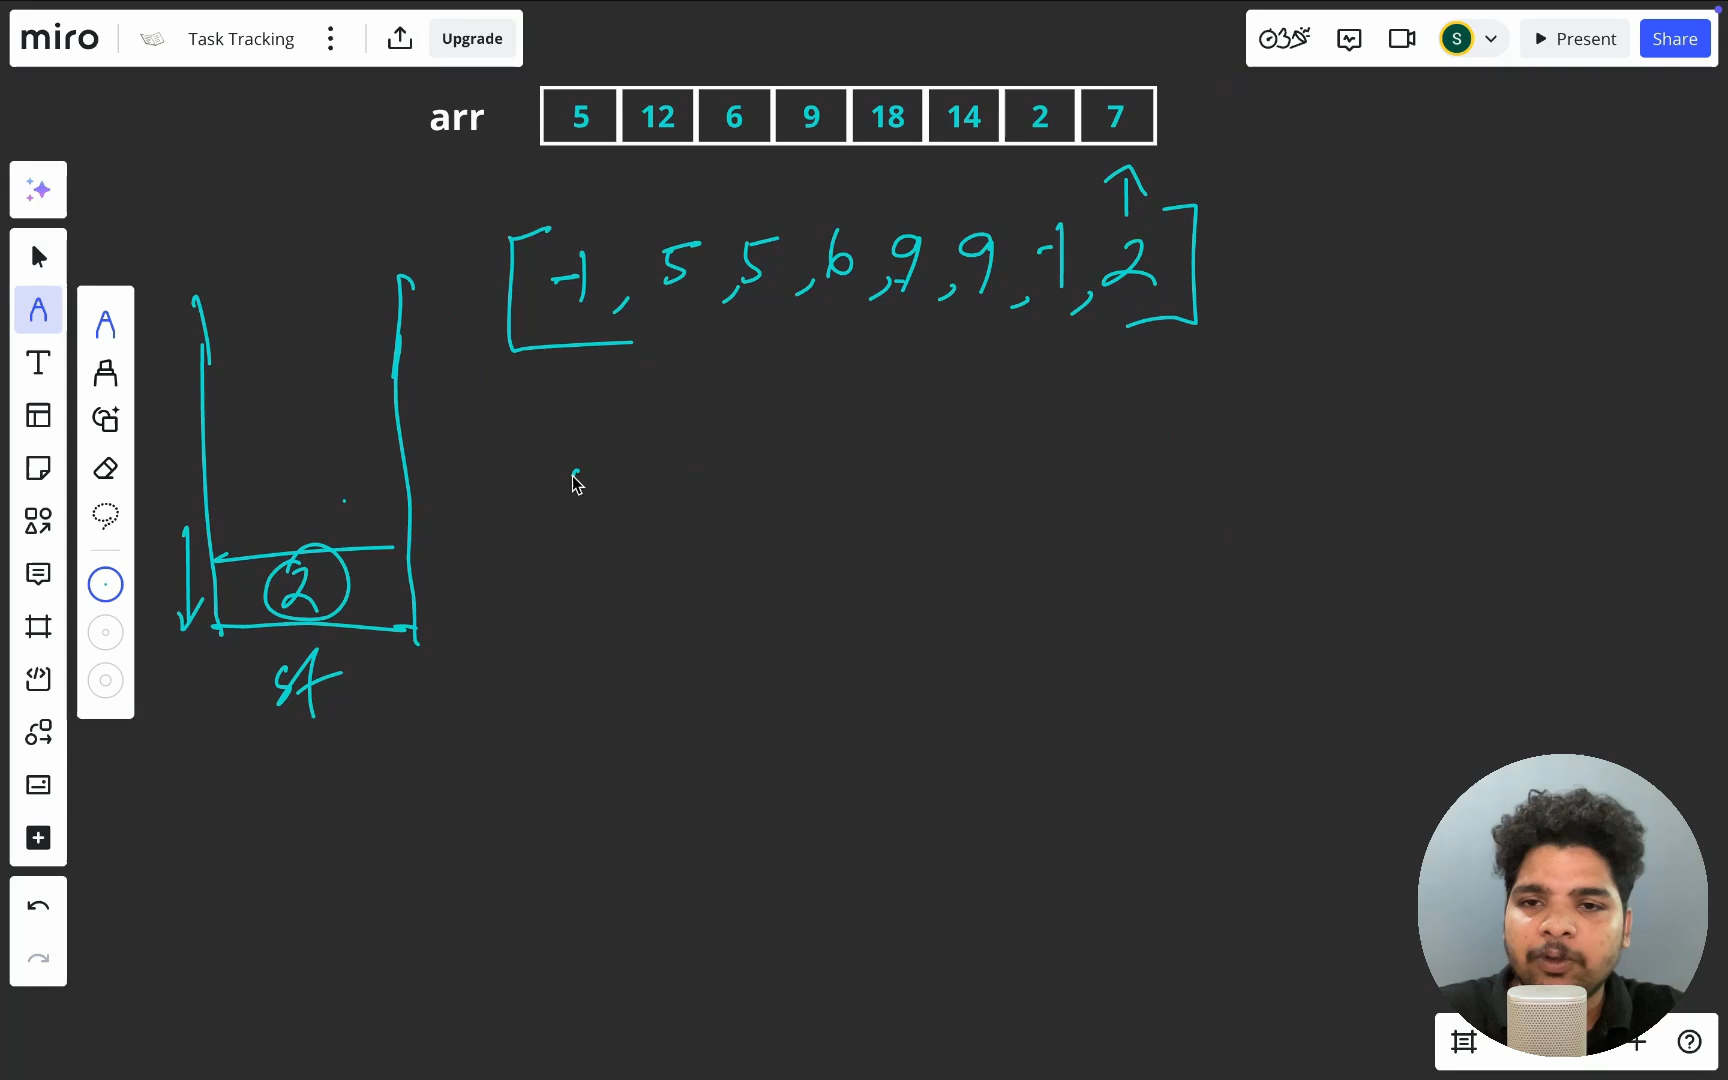 miro Task Tracking Upgrade S Present Share
arr 5 12 6 9 18 14 2 7
[-1, 5, 5, 6, 9, 9, -1, 2]
2
st